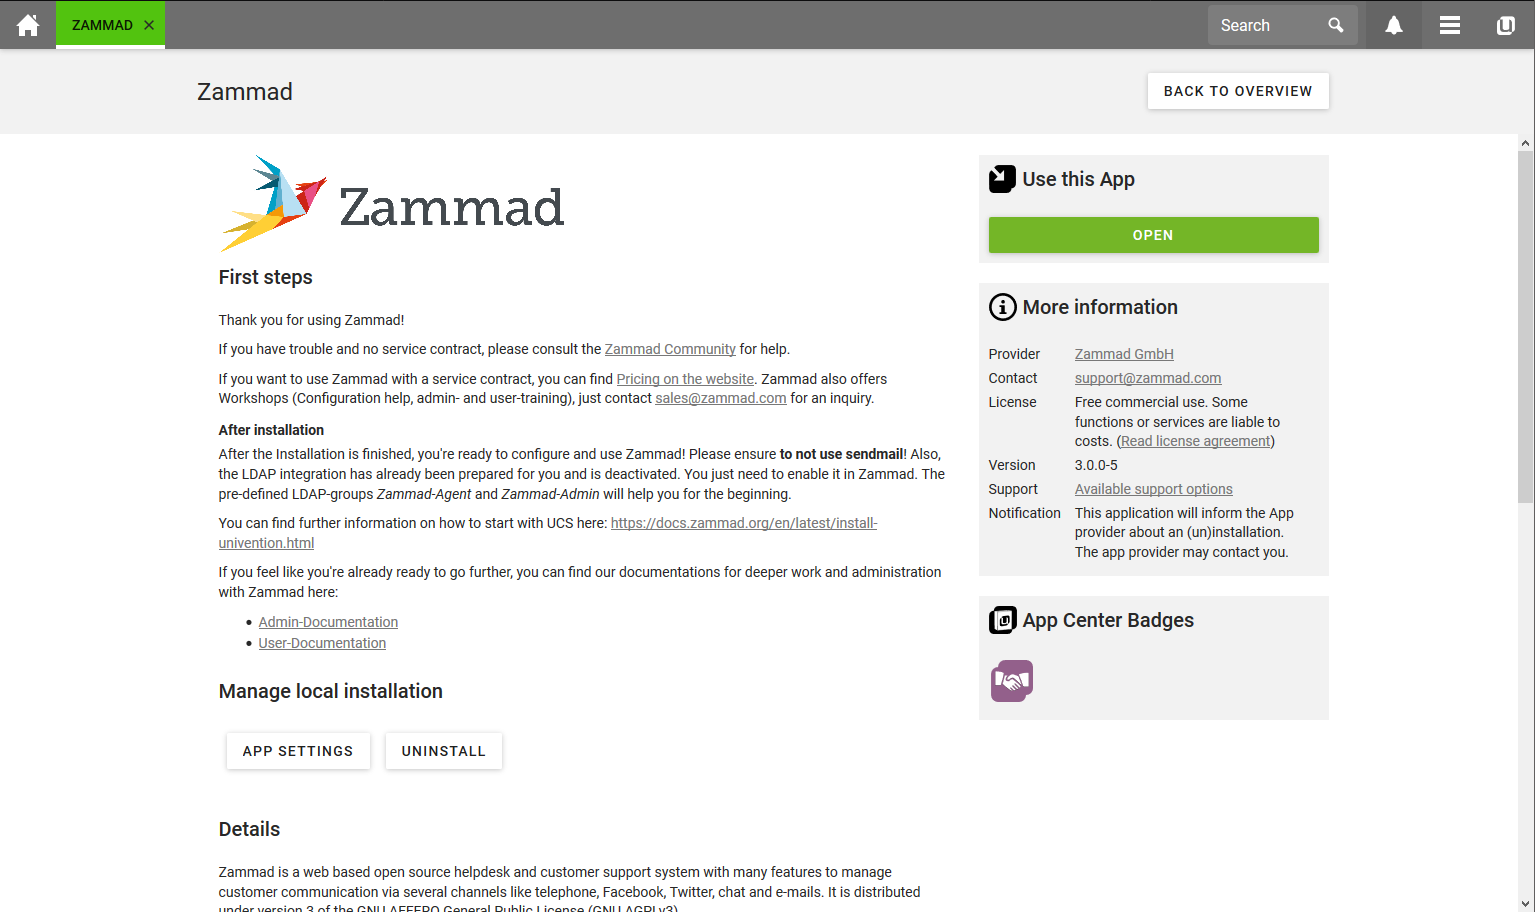 ZAMMAD
Search
Zammad
BACK TO OVERVIEW
Zammad
First steps
Thank you for using Zammad!
If you have trouble and no service contract, please consult the Zammad Community for help.
If you want to use Zammad with a service contract, you can find Pricing on the website. Zammad also offers
Workshops (Configuration help, admin- and user-training), just contact sales@zammad.com for an inquiry.
After installation
After the Installation is finished, you're ready to configure and use Zammad! Please ensure to not use sendmail! Also,
the LDAP integration has already been prepared for you and is deactivated. You just need to enable it in Zammad. The
pre-defined LDAP-groups Zammad-Agent and Zammad-Admin will help you for the beginning.
You can find further information on how to start with UCS here: https://docs.zammad.org/en/latest/install-
univention.html
If you feel like you're already ready to go further, you can find our documentations for deeper work and administration
with Zammad here:
• Admin-Documentation
• User-Documentation
Manage local installation
APP SETTINGS
UNINSTALL
Details
Zammad is a web based open source helpdesk and customer support system with many features to manage
customer communication via several channels like telephone, Facebook, Twitter, chat and e-mails. It is distributed
under version 3 of the GNU AFFERO General Public License (GNU AGPLv3)
Use this App
OPEN
More information
Provider Zammad GmbH
Contact support@zammad.com
License Free commercial use. Some
functions or services are liable to
costs. (Read license agreement)
Version 3.0.0-5
Support Available support options
Notification This application will inform the App
provider about an (un)installation.
The app provider may contact you.
App Center Badges